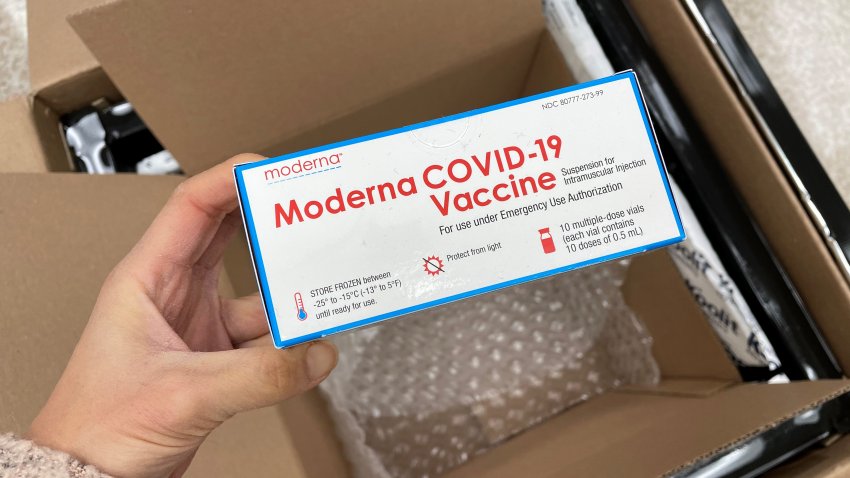 NDC 80777-273-99
moderna™
Moderna COVID-19
Vaccine
Suspension for
Intramuscular Injection
For use under Emergency Use Authorization
STORE FROZEN between
-25° to -15°C (-13° to 5°F)
until ready for use.
Protect from light
10 multiple-dose vials
(each vial contains
10 doses of 0.5 mL)
Koolit